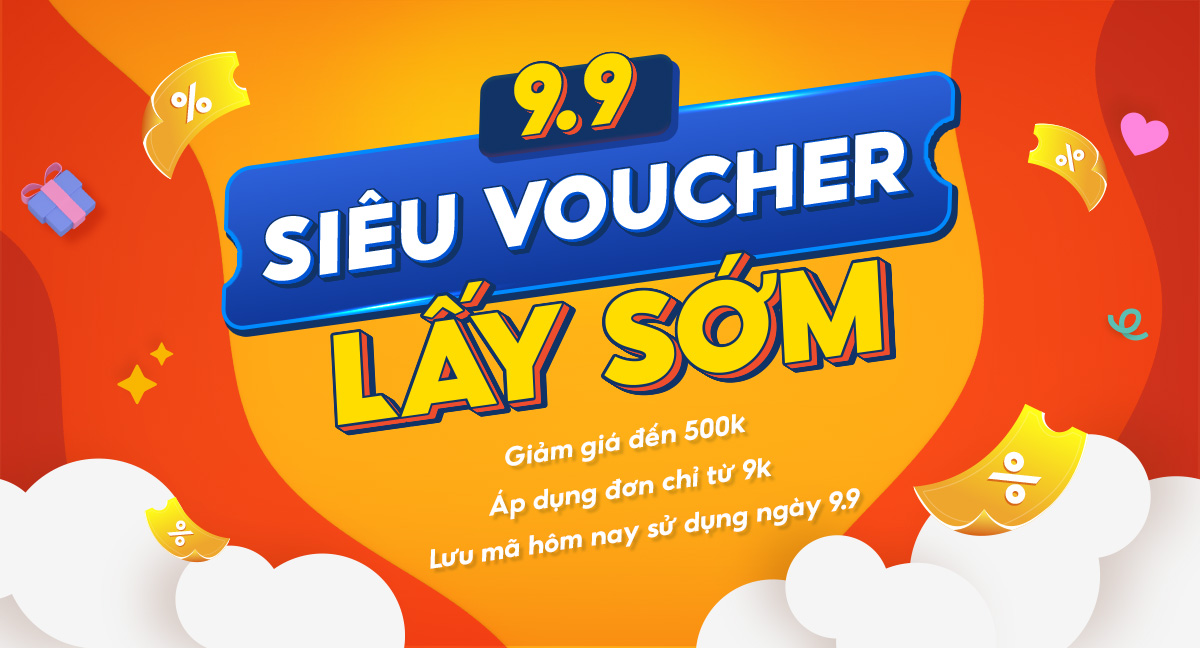 9.9
SIÊU VOUCHER
LẤY SỚM
Giảm giá đến 500k
Áp dụng đơn chỉ từ 9k
Lưu mã hôm nay sử dụng ngày 9.9
%
%
%
%